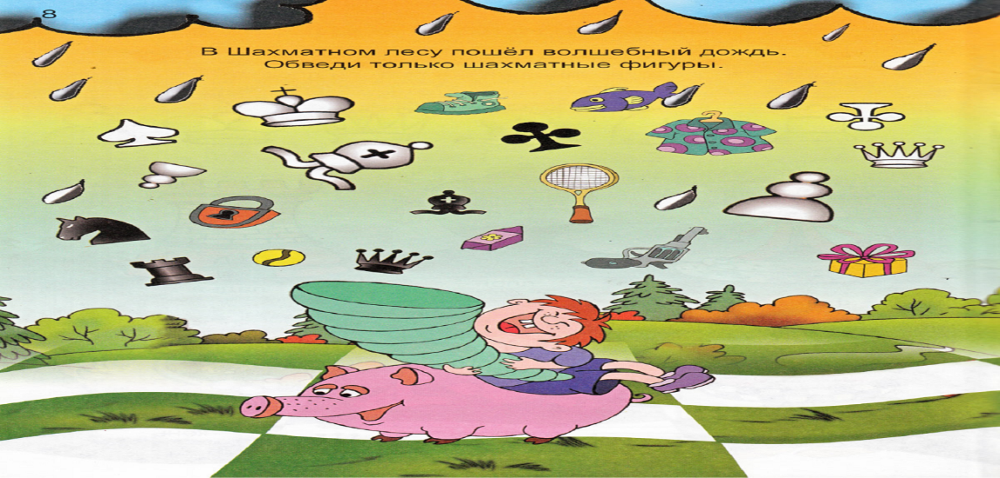 8
В Шахматном лесу пошёл волшебный дождь.
Обведи только шахматные фигуры.